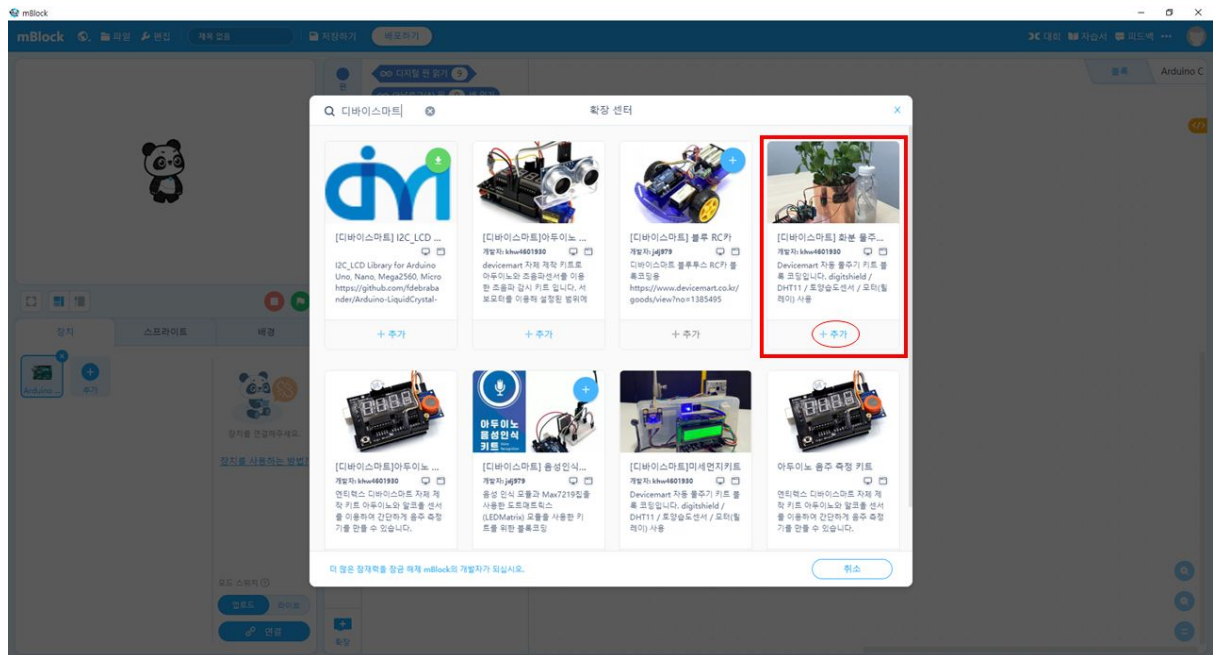 mBlock
mBlock 파일 편집 제목 없음 저장하기 배포하기 대회 자습서 피드백 ...
디지털 핀 읽기 9
핀
블록 Arduino C
디바이스마트 확장 센터
[디바이스마트] I2C_LCD ...
I2C_LCD Library for Arduino
Uno, Nano, Mega2560, Micro
https://github.com/fdebraba
nder/Arduino-LiquidCrystal-
+ 추가
[디바이스마트]아두이노 ...
개발자: khw4601930
devicemart 자체 제작 키트로
아두이노와 초음파센서를 이용
한 초음파 감시 키트 입니다. 서
보모터를 이용해 설정된 범위에
+ 추가
[디바이스마트] 블루 RC카
개발자: jdj979
디바이스마트 블루투스 RC카 블
록코딩용
https://www.devicemart.co.kr/
goods/view?no=1385495
+ 추가
[디바이스마트] 화분 물주...
개발자: khw4601930
Devicemart 자동 물주기 키트 블
록 코딩입니다. digitshield /
DHT11 / 토양습도센서 / 모터(릴
레이) 사용
+ 추가
[디바이스마트]아두이노 ...
개발자: khw4601930
엔티렉스 디바이스마트 자체 제
작 키트 아두이노와 알코올 센서
를 이용하여 간단하게 음주 측정
기를 만들 수 있습니다.
아두이노
음성인식
키트
[디바이스마트] 음성인식...
개발자: jdj979
음성 인식 모듈과 Max7219칩을
사용한 도트매트릭스
(LEDMatrix) 모듈을 사용한 키
트를 위한 블록코딩
[디바이스마트]미세먼지키트
개발자: khw4601930
Devicemart 자동 물주기 키트 블
록 코딩입니다. digitshield /
DHT11 / 토양습도센서 / 모터(릴
레이) 사용
아두이노 음주 측정 키트
엔티렉스 디바이스마트 자체 제
작 키트 아두이노와 알코올 센서
를 이용하여 간단하게 음주 측정
기를 만들 수 있습니다.
더 많은 잠재력을 잠금 해제 mBlock의 개발자가 되십시오.
취소
장치 스프라이트 배경
Arduino ...
추가
장치를 연결해주세요.
장치를 사용하는 방법?
모드 스위치
업로드 라이브
연결
확장